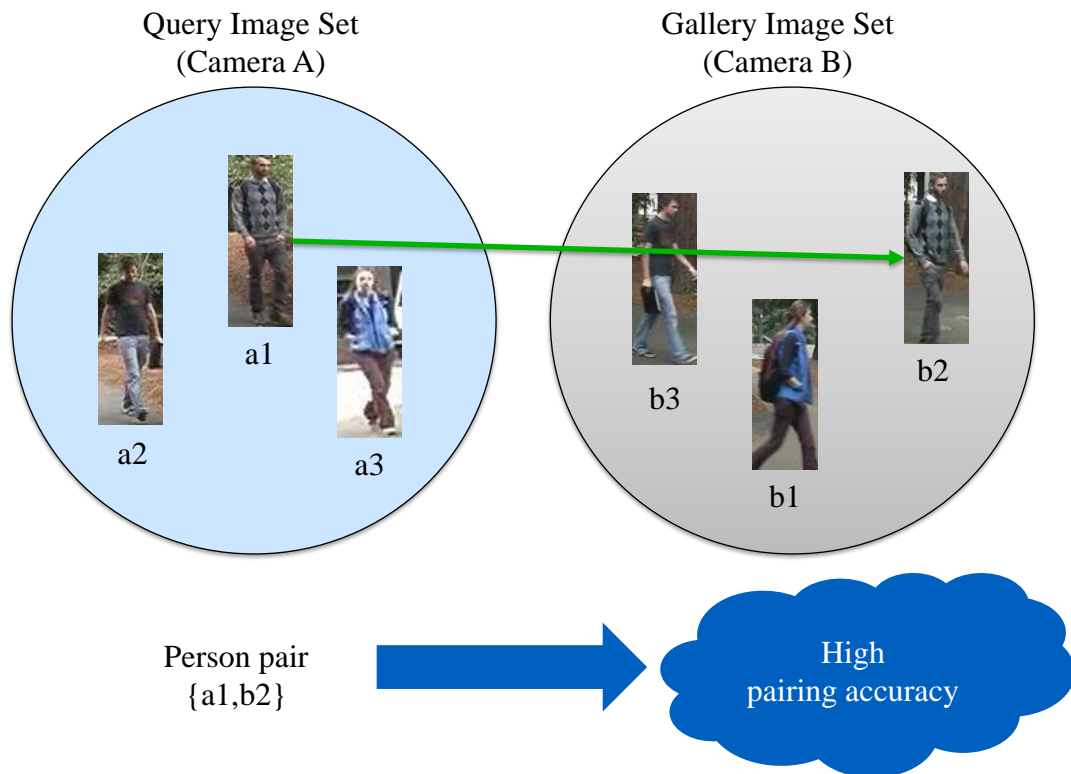 Query Image Set
(Camera A)
Gallery Image Set
(Camera B)
a1
a2
a3
b3
b2
b1
Person pair
{a1,b2}
High
pairing accuracy